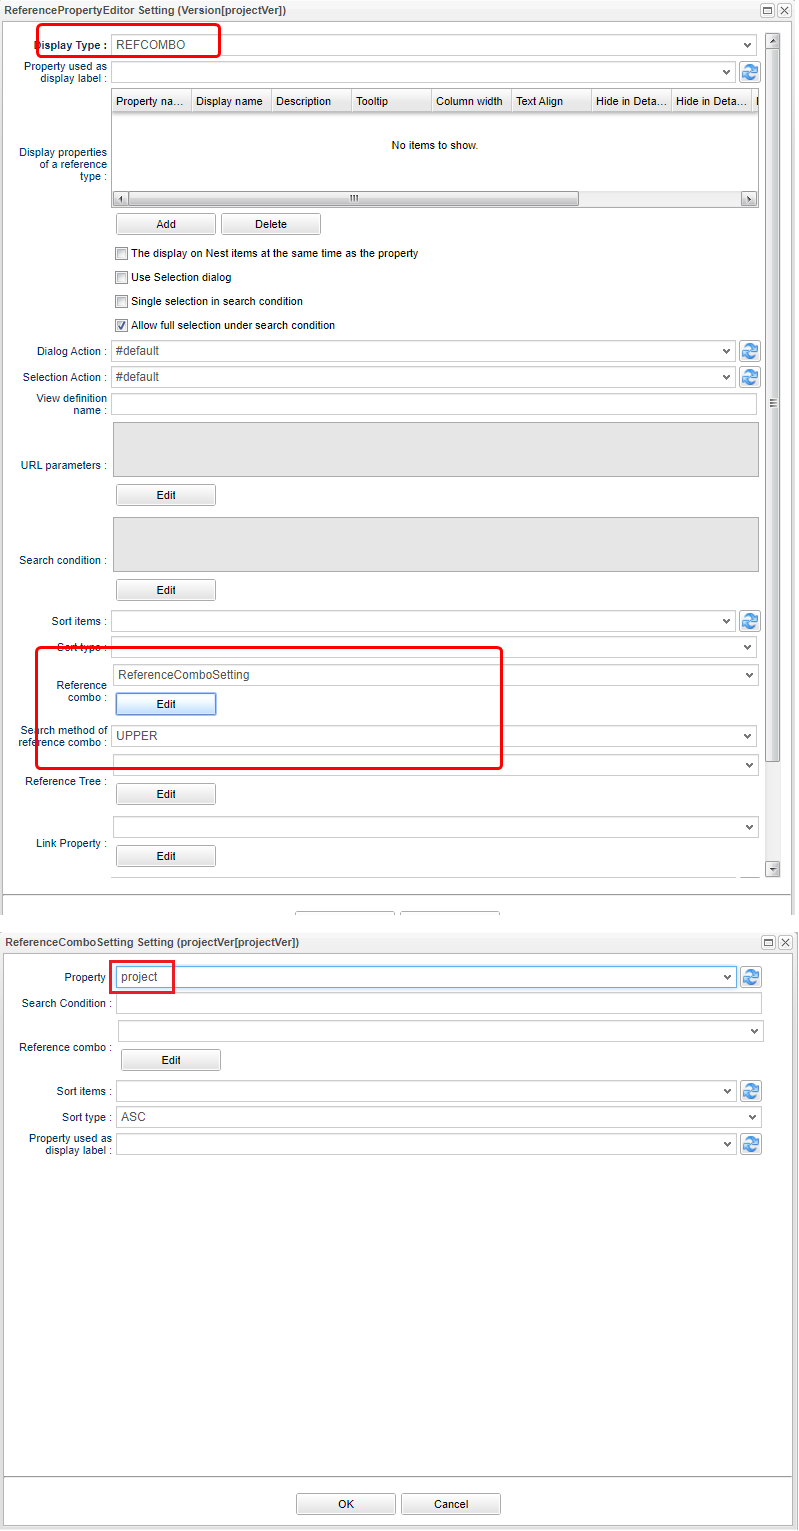 ReferencePropertyEditor Setting (Version[projectVer])
Display Type : REFCOMBO
Property used as
display label :
Property na... Display name Description Tooltip Column width Text Align Hide in Deta... Hide in Deta...
No items to show.
Display properties
of a reference
type :
Add Delete
The display on Nest items at the same time as the property
Use Selection dialog
Single selection in search condition
Allow full selection under search condition
Dialog Action : #default
Selection Action : #default
View definition
name :
URL parameters :
Edit
Search condition :
Edit
Sort items :
Sort type :
ReferenceComboSetting
Reference
combo :
Edit
Search method of
reference combo : UPPER
Reference Tree :
Edit
Link Property :
Edit
ReferenceComboSetting Setting (projectVer[projectVer])
Property project
Search Condition :
Reference combo :
Edit
Sort items :
Sort type : ASC
Property used as
display label :
OK Cancel